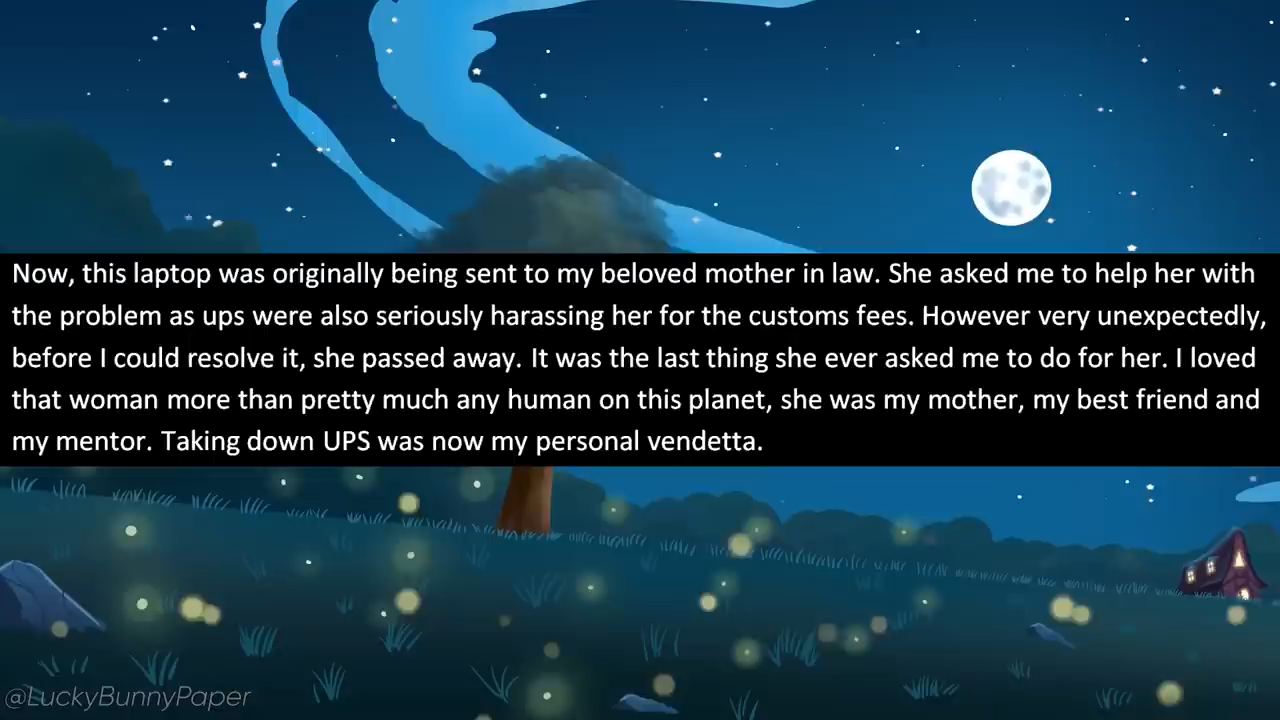 Now, this laptop was originally being sent to my beloved mother in law. She asked me to help her with
the problem as ups were also seriously harassing her for the customs fees. However very unexpectedly,
before I could resolve it, she passed away. It was the last thing she ever asked me to do for her. I loved
that woman more than pretty much any human on this planet, she was my mother, my best friend and
my mentor. Taking down UPS was now my personal vendetta.
@LuckyBunnyPaper